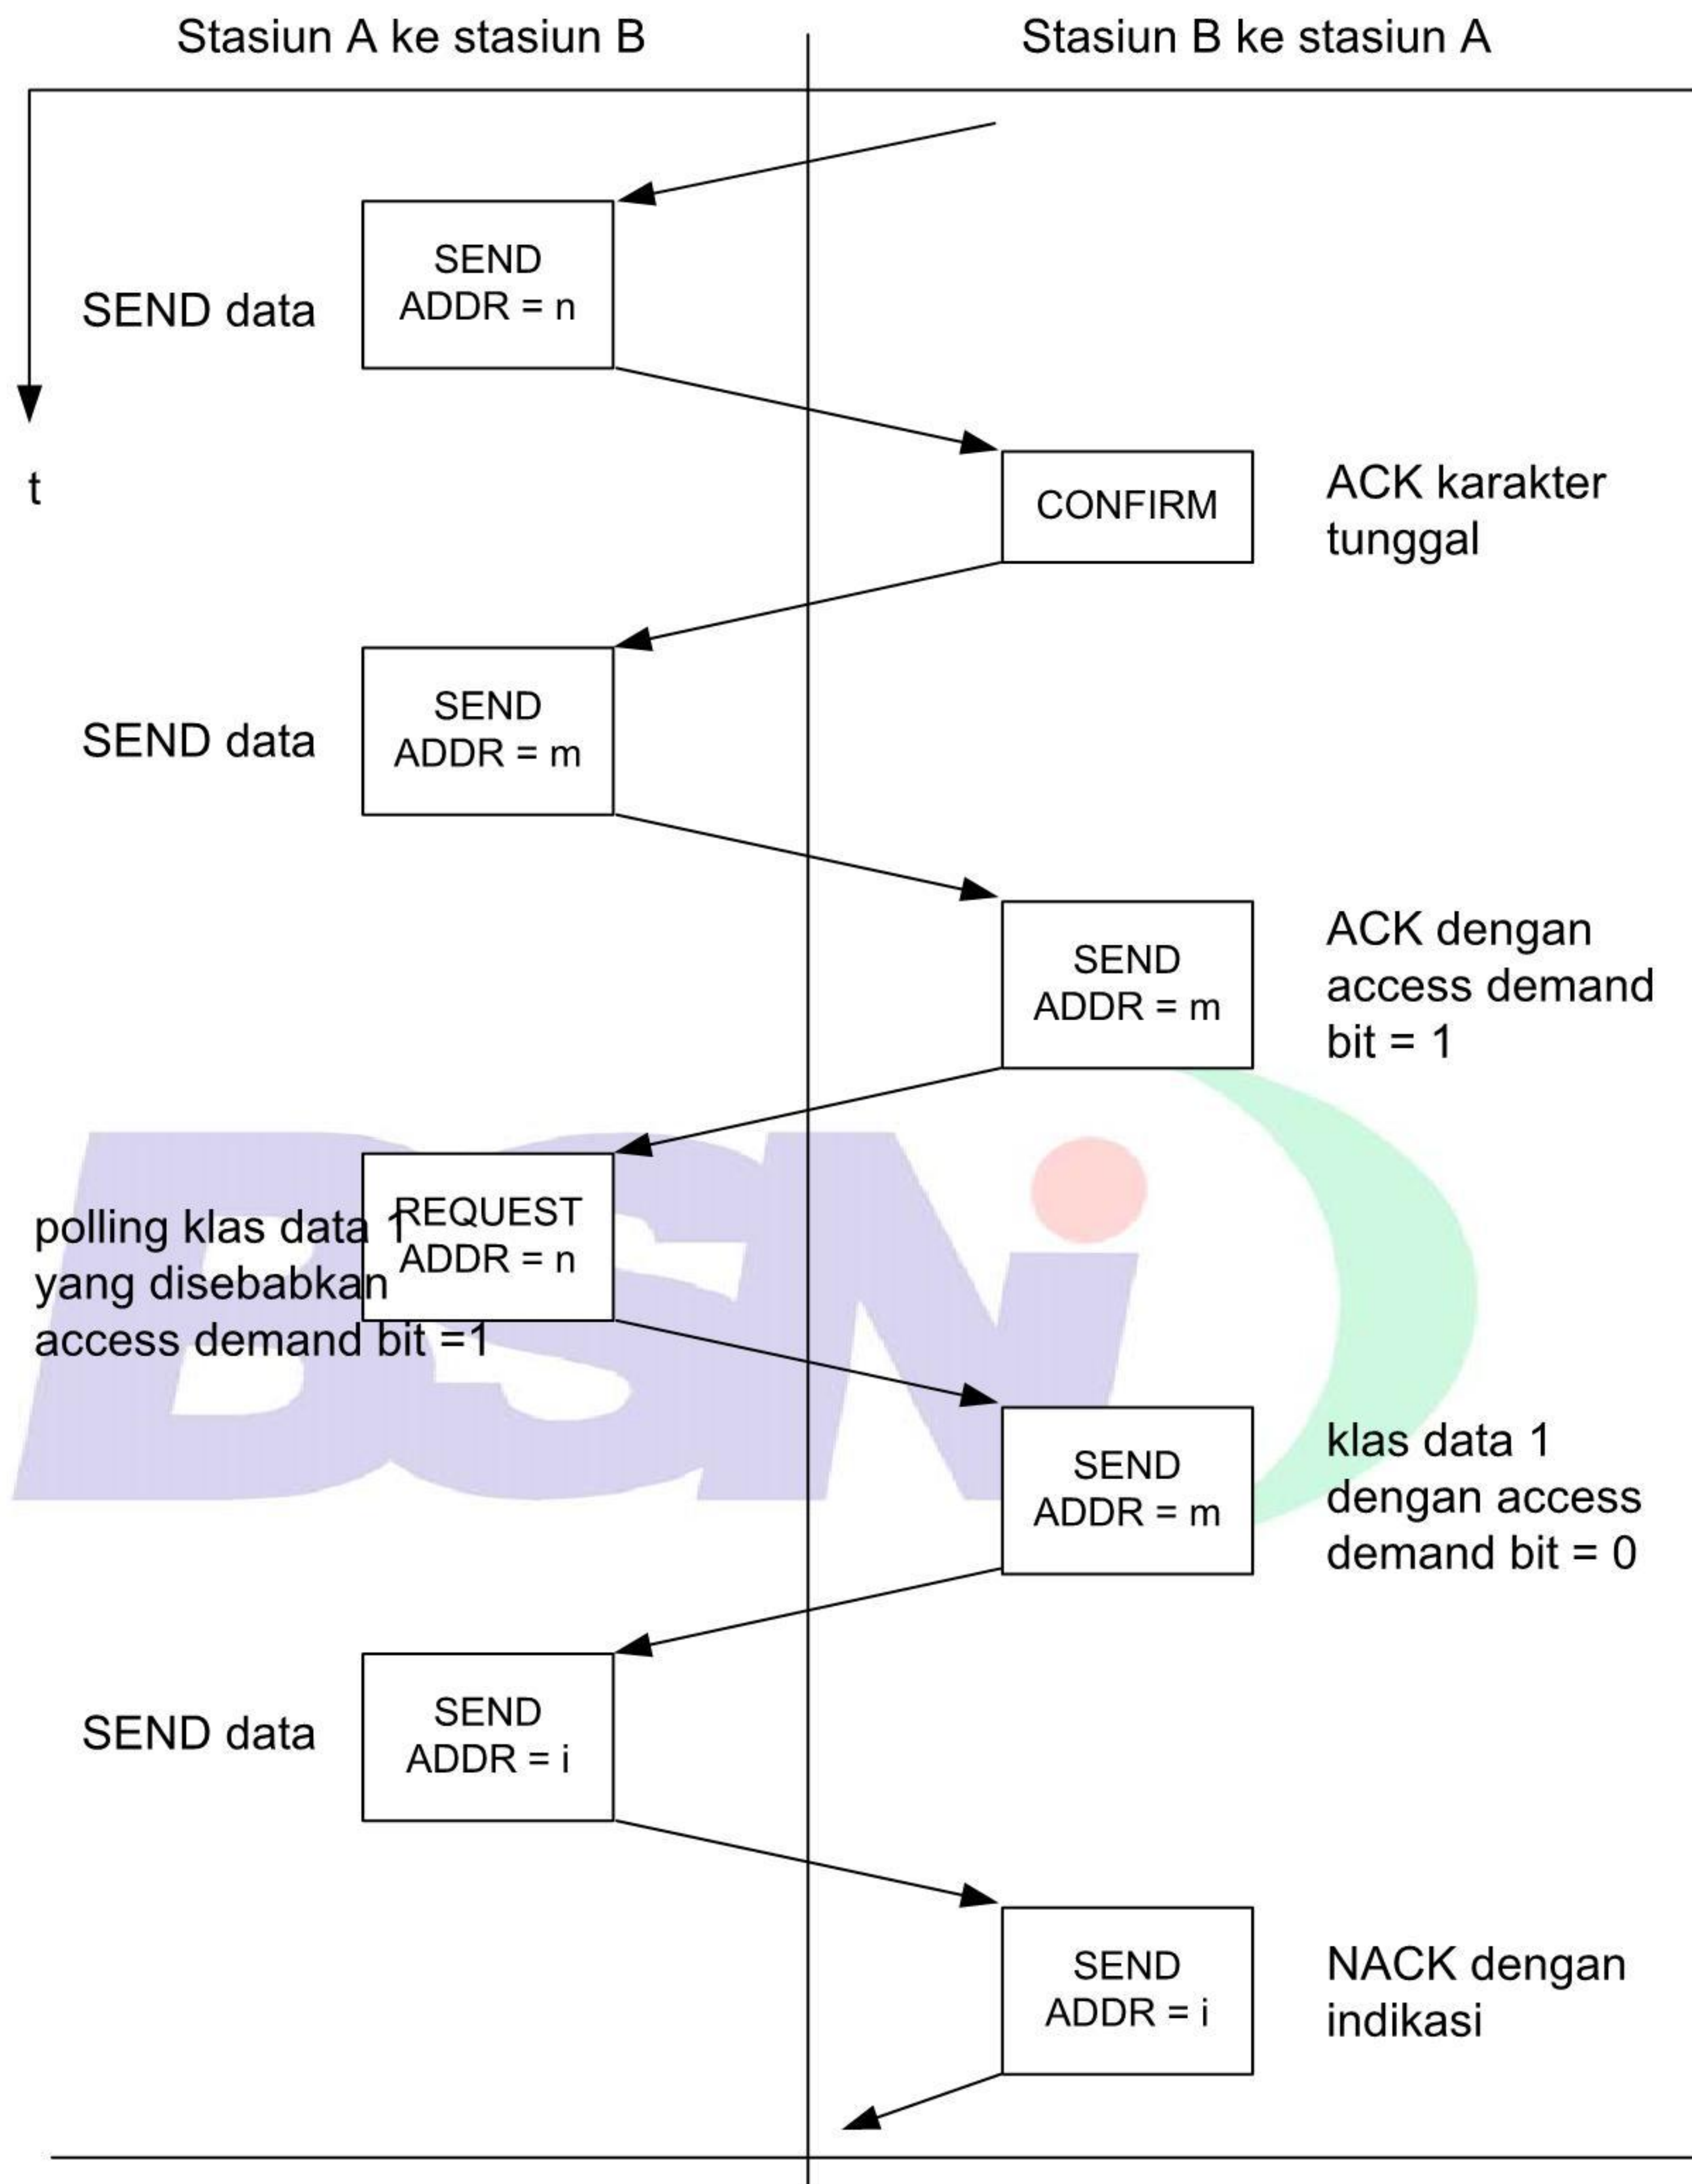 Stasiun A ke stasiun B
Stasiun B ke stasiun A
SEND data
SEND
ADDR = n
t
CONFIRM
ACK karakter
tunggal
SEND data
SEND
ADDR = m
SEND
ADDR = m
ACK dengan
access demand
bit = 1
polling klas data 1
yang disebabkan
access demand bit =1
REQUEST
ADDR = n
SEND
ADDR = m
klas data 1
dengan access
demand bit = 0
SEND data
SEND
ADDR = i
SEND
ADDR = i
NACK dengan
indikasi
BSNi